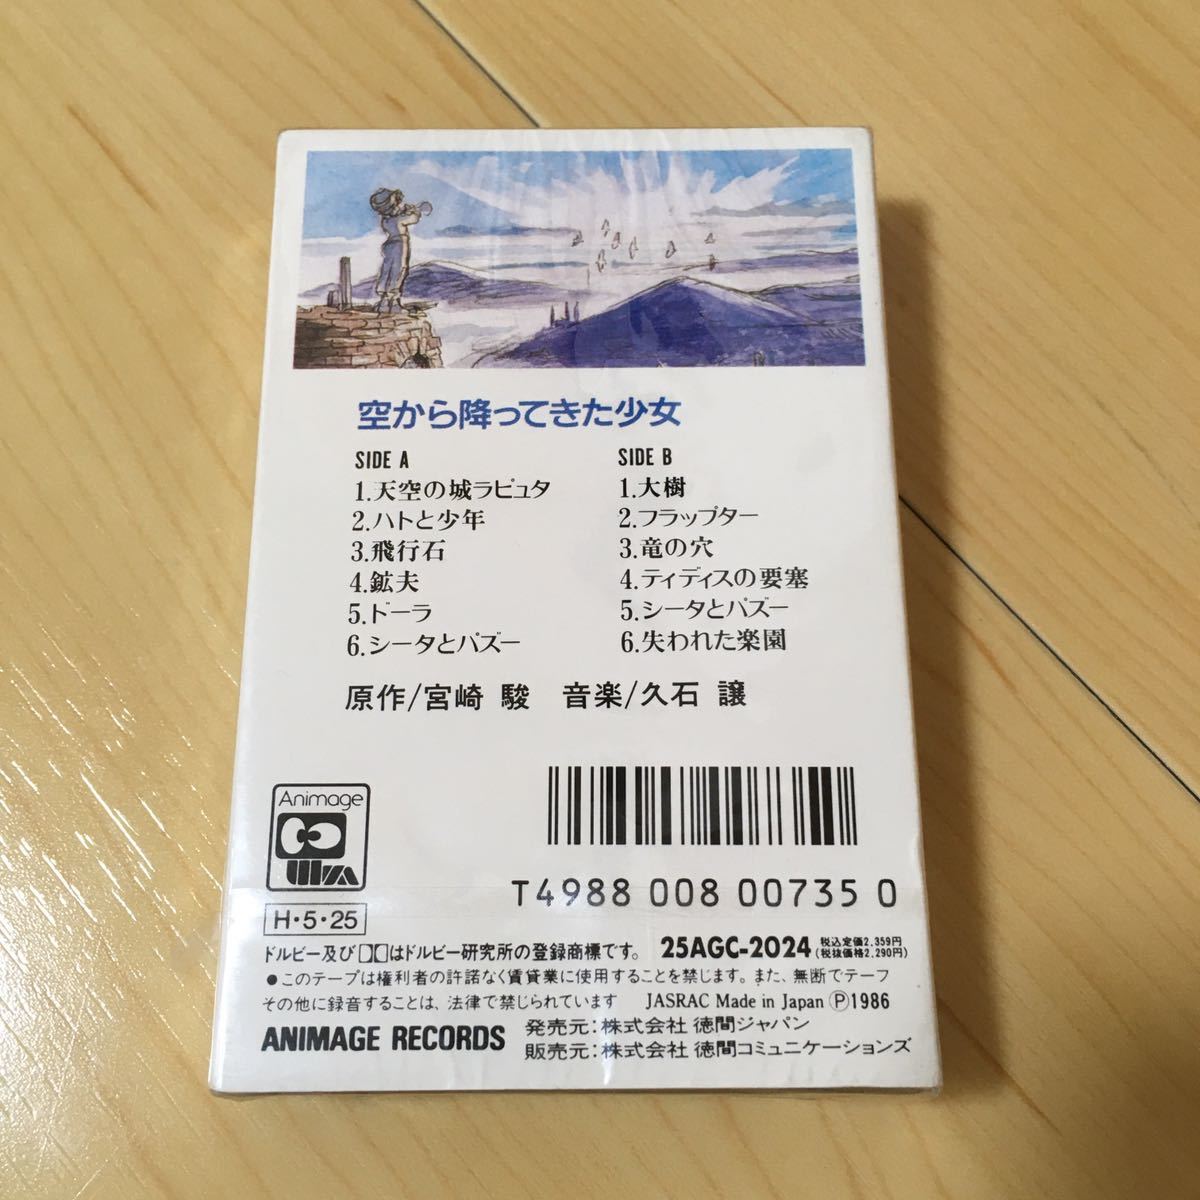 空から降ってきた少女
SIDE A
1.天空の城ラピュタ
2.ハトと少年
3.飛行石
4.鉱夫
5.ドーラ
6.シータとパズー
SIDE B
1.大樹
2.フラップター
3.竜の穴
4.ティディスの要塞
5.シータとパズー
6.失われた楽園
原作/宮崎 駿 音楽/久石 譲
Animage
T4988 008 00735 0
H・5・25
ドルビー及び はドルビー研究所の登録商標です。 25AGC-2024 税込定価2,359円
(税抜価格2,290円)
●このテープは権利者の許諾なく賃貸業に使用することを禁じます。また、無断でテープ
その他に録音することは、法律で禁じられています JASRAC Made in Japan Ⓟ1986
ANIMAGE RECORDS
発売元:株式会社 徳間ジャパン
販売元:株式会社 徳間コミュニケーションズ